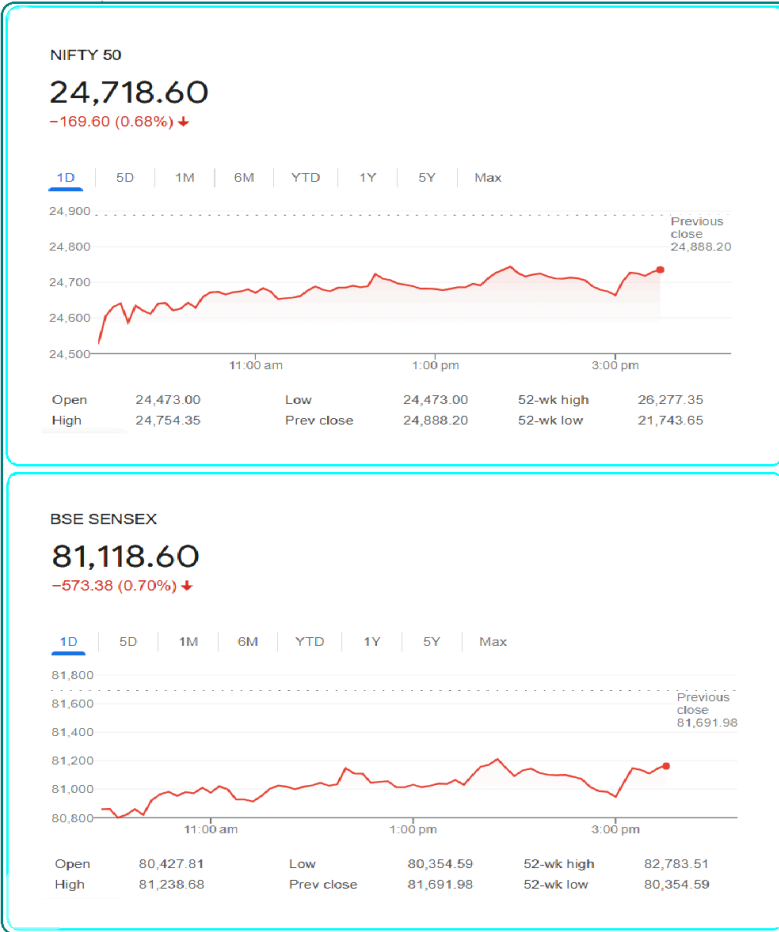 NIFTY 50
24,718.60
−169.60 (0.68%)
1D 5D 1M 6M YTD 1Y 5Y Max
24,900
Previous
close
24,888.20
24,800
24,700
24,600
24,500
11:00 am 1:00 pm 3:00 pm
Open 24,473.00 Low 24,473.00 52-wk high 26,277.35
High 24,754.35 Prev close 24,888.20 52-wk low 21,743.65
BSE SENSEX
81,118.60
−573.38 (0.70%)
1D 5D 1M 6M YTD 1Y 5Y Max
81,800
Previous
close
81,691.98
81,600
81,400
81,200
81,000
80,800
11:00 am 1:00 pm 3:00 pm
Open 80,427.81 Low 80,354.59 52-wk high 82,783.51
High 81,238.68 Prev close 81,691.98 52-wk low 80,354.59